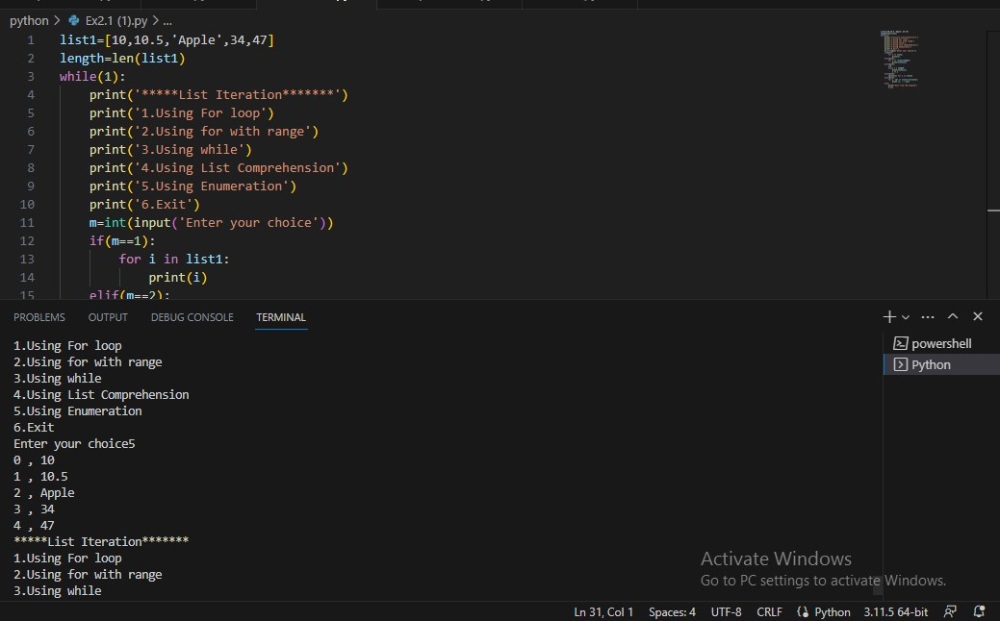 python > Ex2.1 (1).py > ...
1 list1=[10,10.5,'Apple',34,47]
2 length=len(list1)
3 while(1):
4 print('*****List Iteration*******')
5 print('1.Using For loop')
6 print('2.Using for with range')
7 print('3.Using while')
8 print('4.Using List Comprehension')
9 print('5.Using Enumeration')
10 print('6.Exit')
11 m=int(input('Enter your choice'))
12 if(m==1):
13 for i in list1:
14 print(i)
15 elif(m==2):
PROBLEMS OUTPUT DEBUG CONSOLE TERMINAL
1.Using For loop
2.Using for with range
3.Using while
4.Using List Comprehension
5.Using Enumeration
6.Exit
Enter your choice5
0 , 10
1 , 10.5
2 , Apple
3 , 34
4 , 47
*****List Iteration*******
1.Using For loop
2.Using for with range
3.Using while
powershell
Python
Activate Windows
Go to PC settings to activate Windows.
Ln 31, Col 1 Spaces: 4 UTF-8 CRLF Python 3.11.5 64-bit